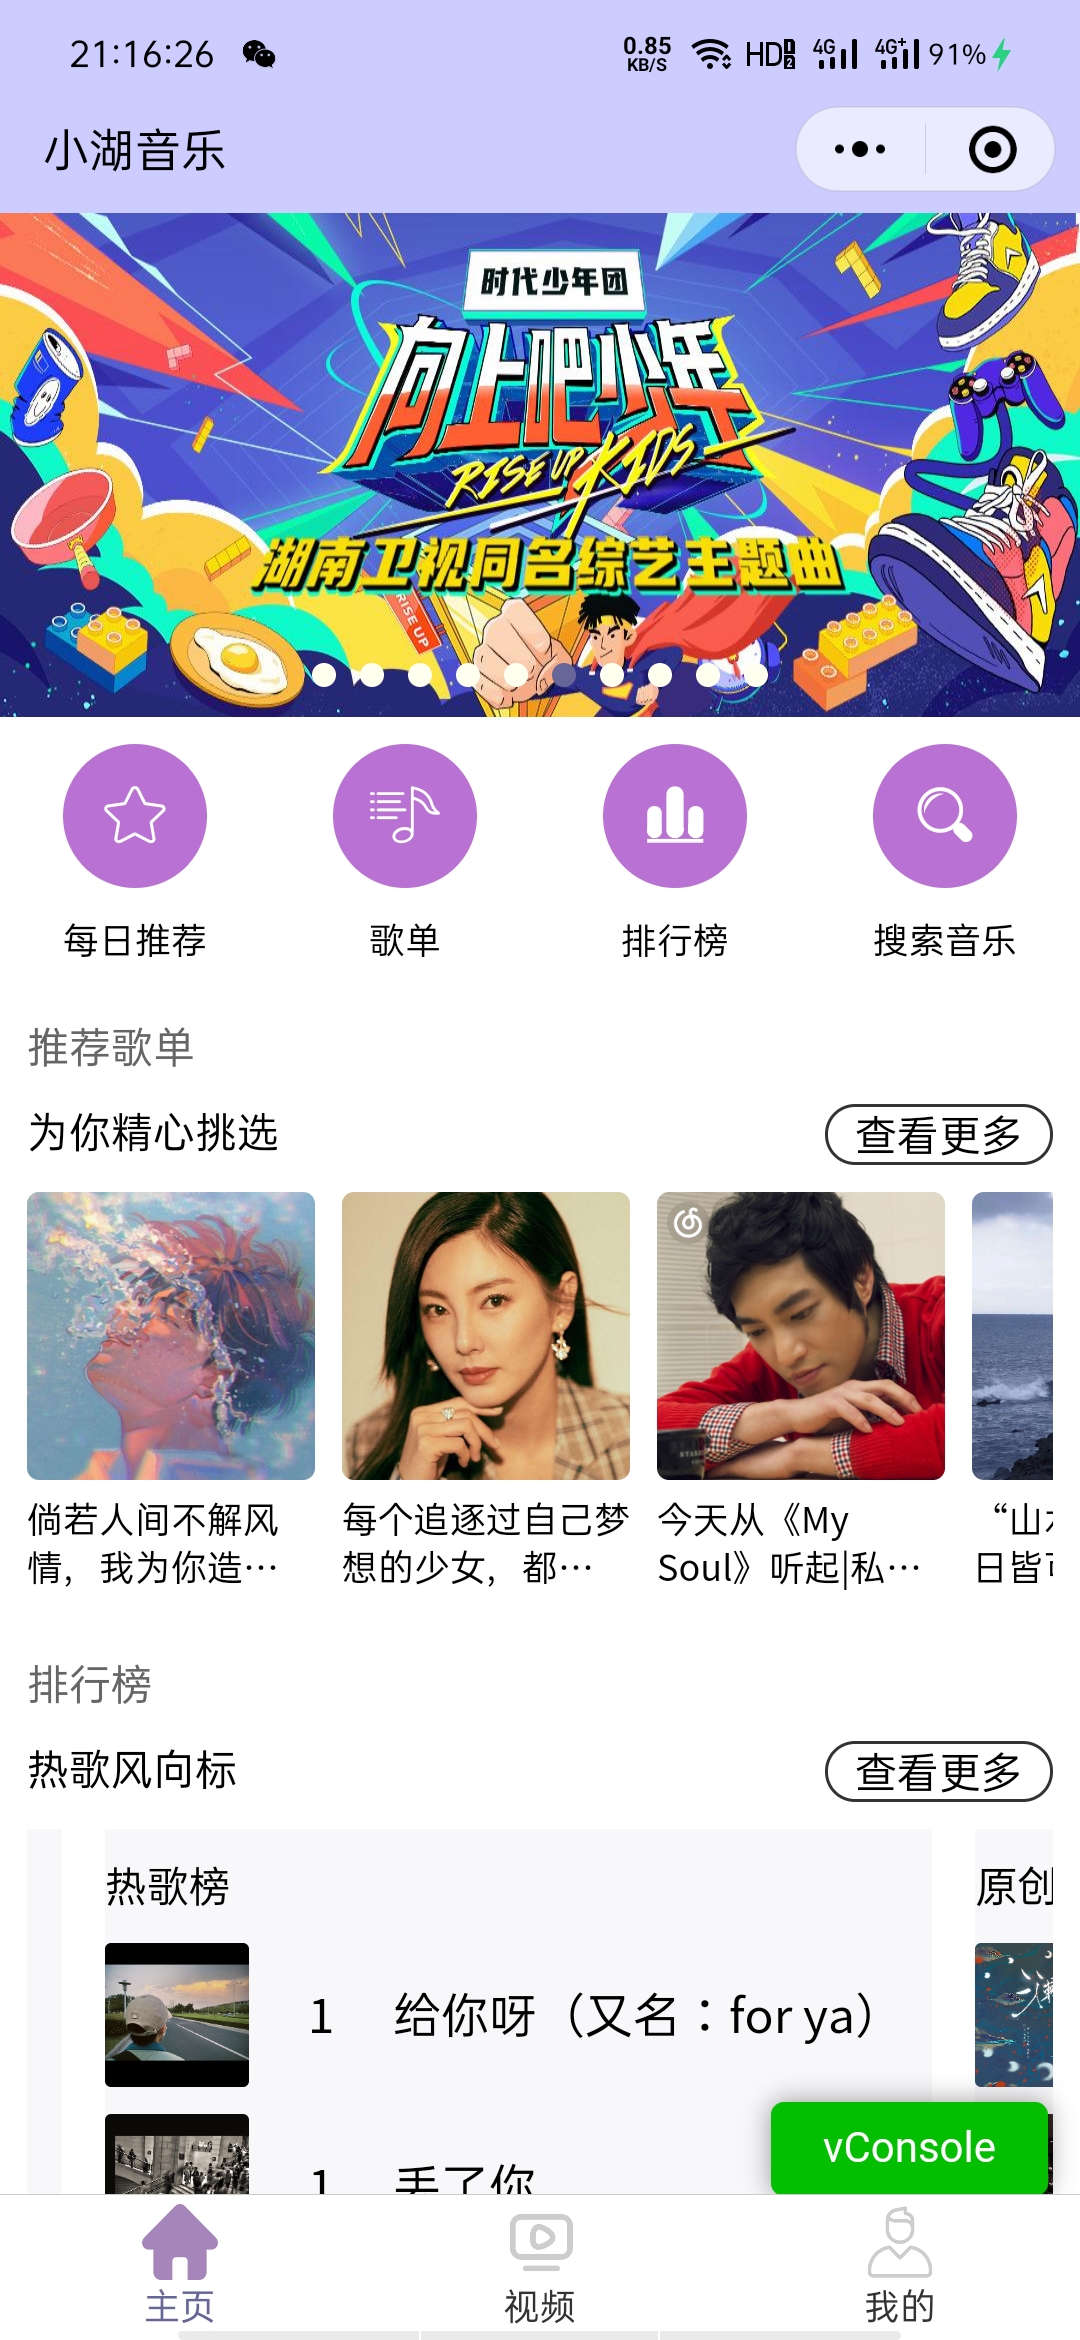 21:16:26
0.85
KB/S
HD
1
2
4G
4G+
91%
小湖音乐
时代少年团
向上吧少年
RISE UP KIDS
湖南卫视同名综艺主题曲
RISE UP
每日推荐
歌单
排行榜
搜索音乐
推荐歌单
为你精心挑选
查看更多
倘若人间不解风
情，我为你造…
每个追逐过自己梦
想的少女，都…
今天从《My
Soul》听起|私…
“山
日皆
排行榜
热歌风向标
查看更多
热歌榜
原创
1 给你呀（又名：for ya）
1 丢了你
vConsole
主页
视频
我的